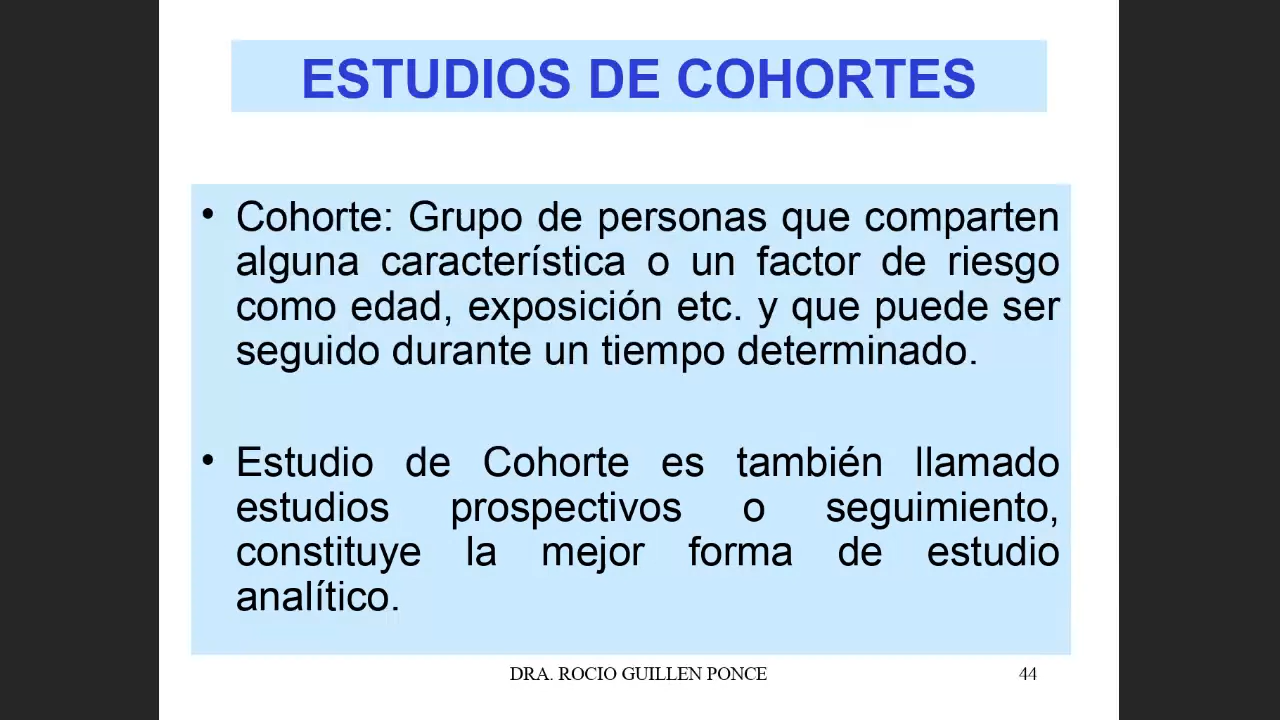 ESTUDIOS DE COHORTES
• Cohorte: Grupo de personas que comparten
alguna característica o un factor de riesgo
como edad, exposición etc. y que puede ser
seguido durante un tiempo determinado.
• Estudio de Cohorte es también llamado
estudios prospectivos o seguimiento,
constituye la mejor forma de estudio
analítico.
DRA. ROCIO GUILLEN PONCE
44